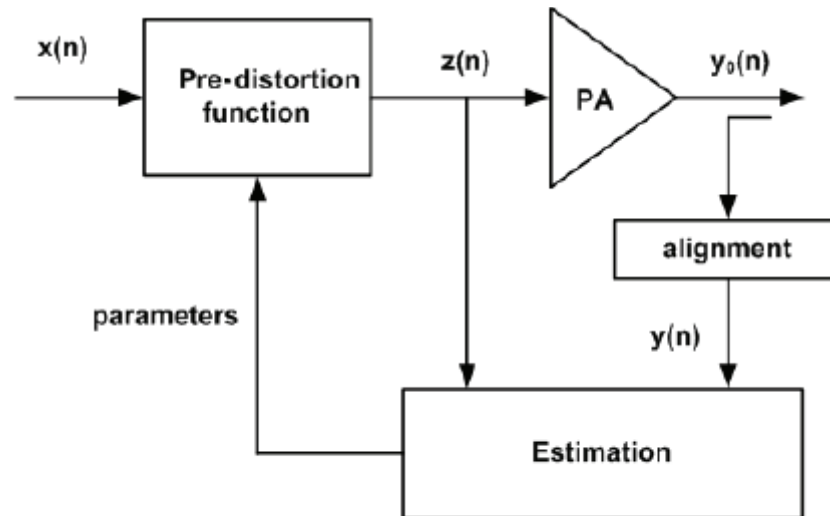 x(n)
Pre-distortion
function
z(n)
PA
y₀(n)
alignment
parameters
y(n)
Estimation